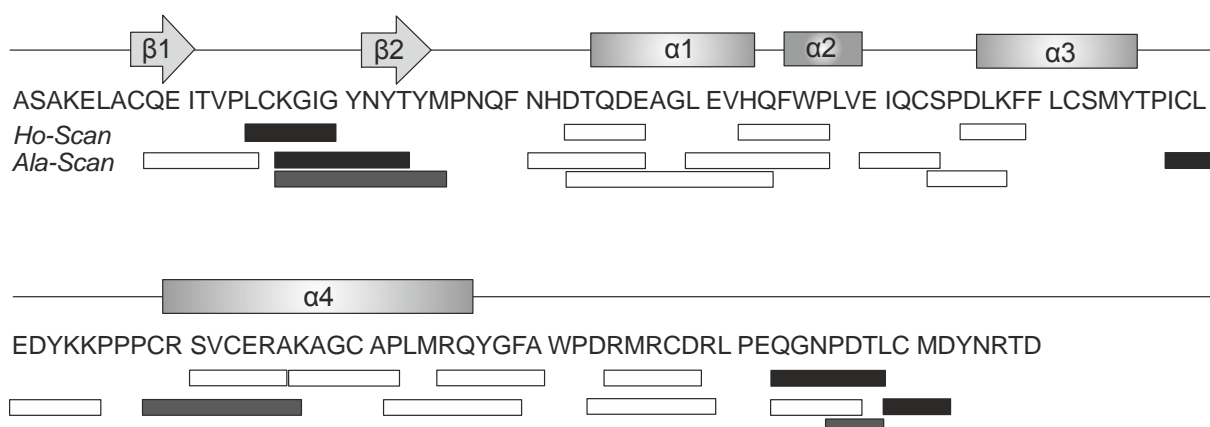 β1 β2 α1 α2 α3
ASAKELACQE ITVPLCKGIG YNYTYMPNQF NHDTQDEAGL EVHQFWPLVE IQCSPDLKFF LCSMYTPICL
Ho-Scan
Ala-Scan
α4
EDYKKPPPCR SVCERAKAGC APLMRQYGFA WPDRMRCDRL PEQGNPDTLC MDYNRTD